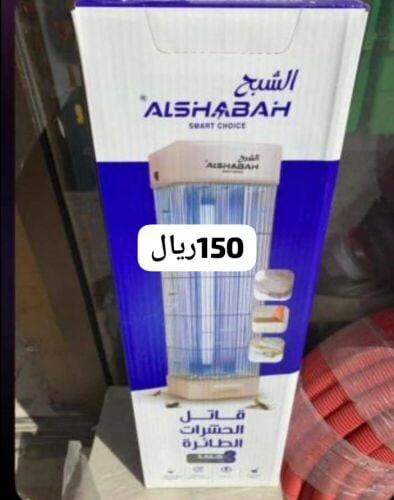 الشبح
ALSHABAH®
SMART CHOICE
الشبح
ALSHABAH
150ريال
قاتل
الحشرات
الطائرة